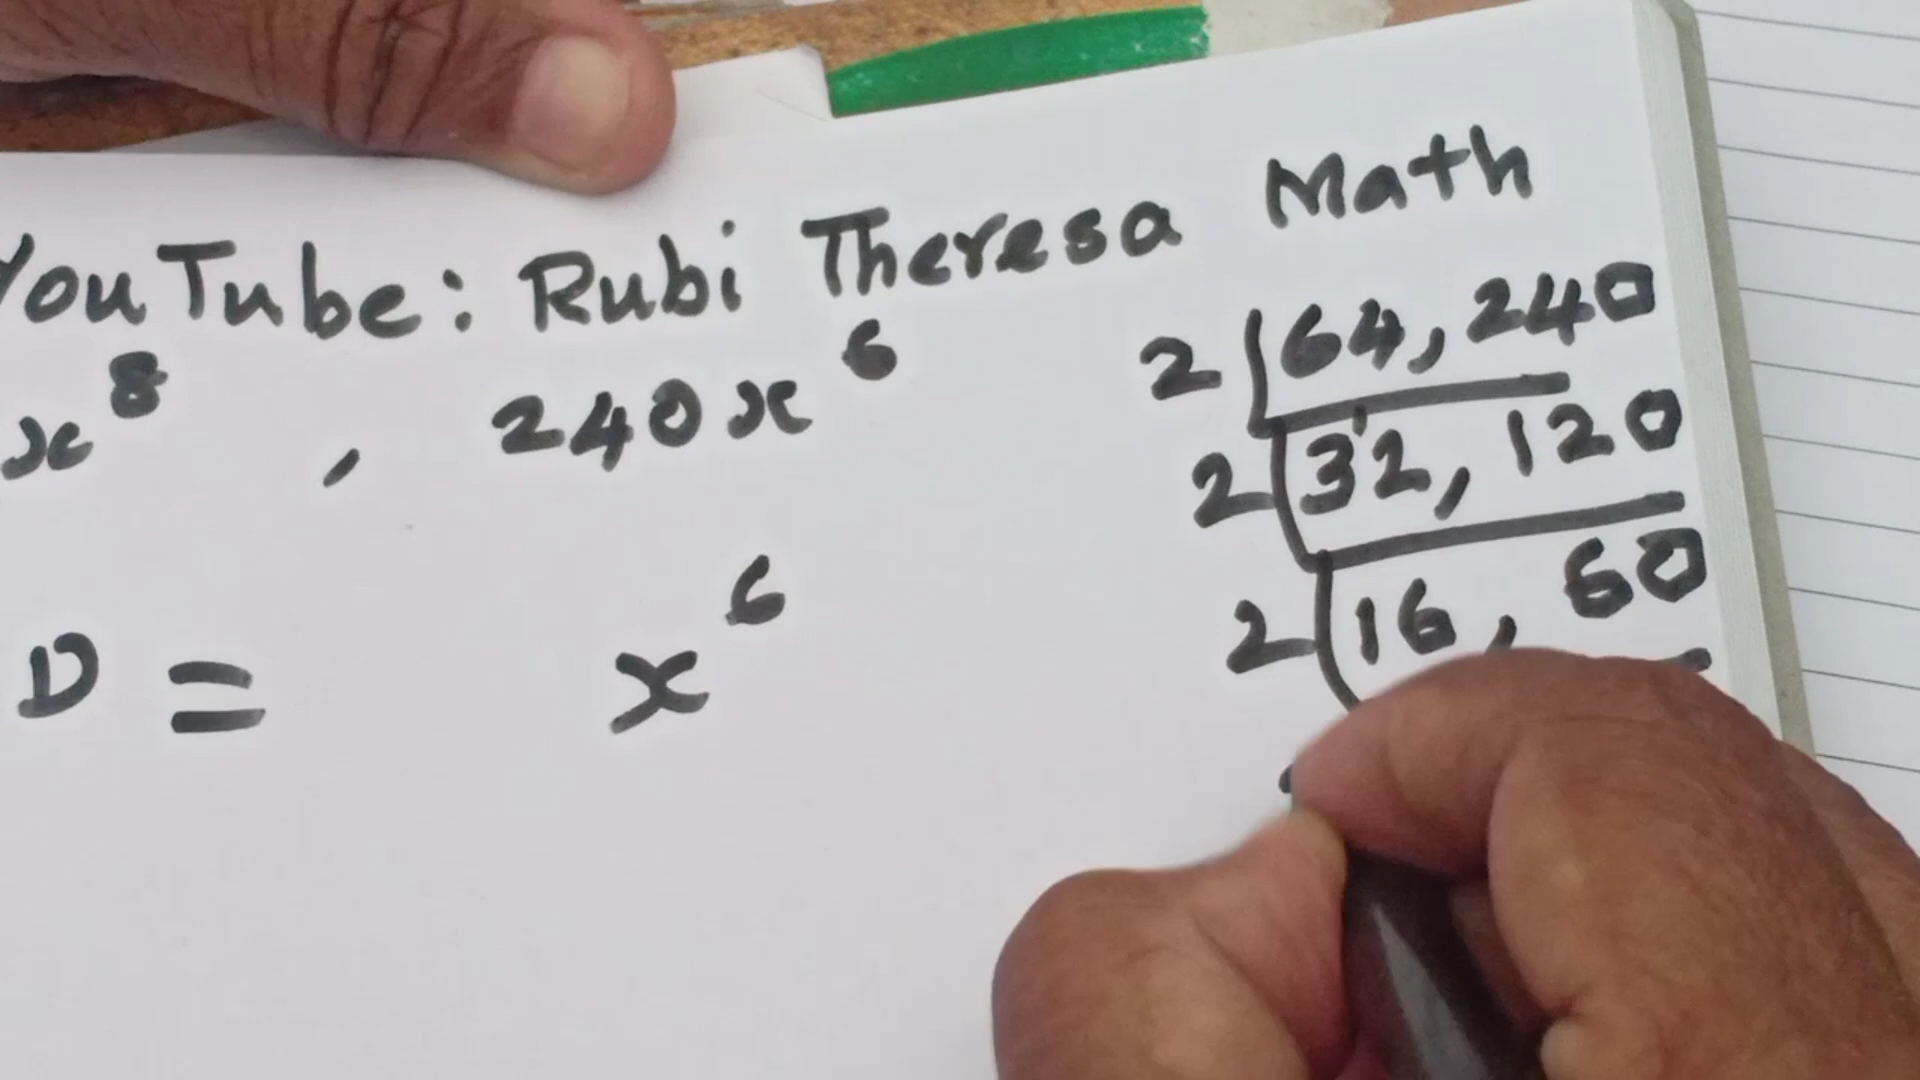 YouTube: Rubi Theresa Math
x⁸ , 240x⁶
D = x⁶
2 64, 240
2 32, 120
2 16, 60